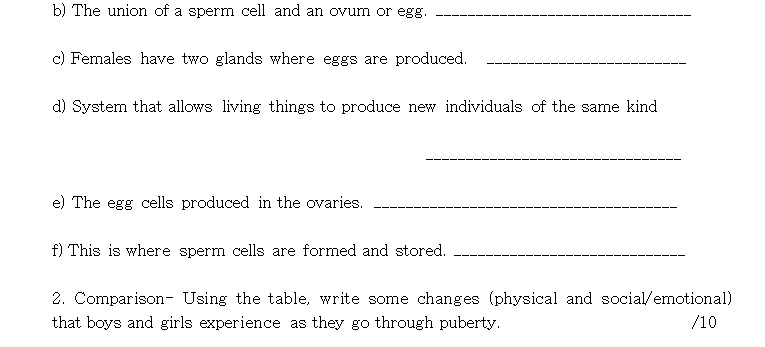 b) The union of a sperm cell and an ovum or egg. ________________________________
c) Females have two glands where eggs are produced. _________________________
d) System that allows living things to produce new individuals of the same kind
________________________________
e) The egg cells produced in the ovaries. ______________________________________
f) This is where sperm cells are formed and stored. _____________________________
2. Comparison- Using the table, write some changes (physical and social/emotional)
that boys and girls experience as they go through puberty. /10